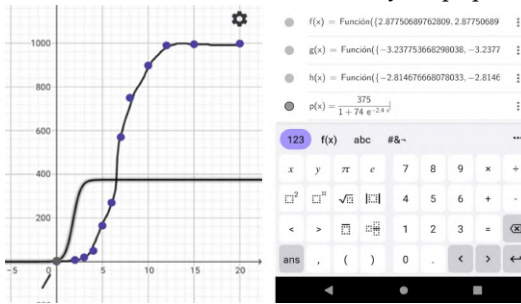 1000
800
600
400
200
-5 0 5 10 15 20
f(x) = Función({2.87750689762809, 2.87750689
g(x) = Función({−3.237753668298038, −3.2377
h(x) = Función({−2.814676668078033, −2.8146
p(x) = 375 / 1 + 74 e^−2.4 x
123 f(x) abc #&¬ ...
x y π e 7 8 9 × ÷
□² □^□ √□ |□| 4 5 6 + -
< > 1 2 3 =
ans , ( ) 0 . < >